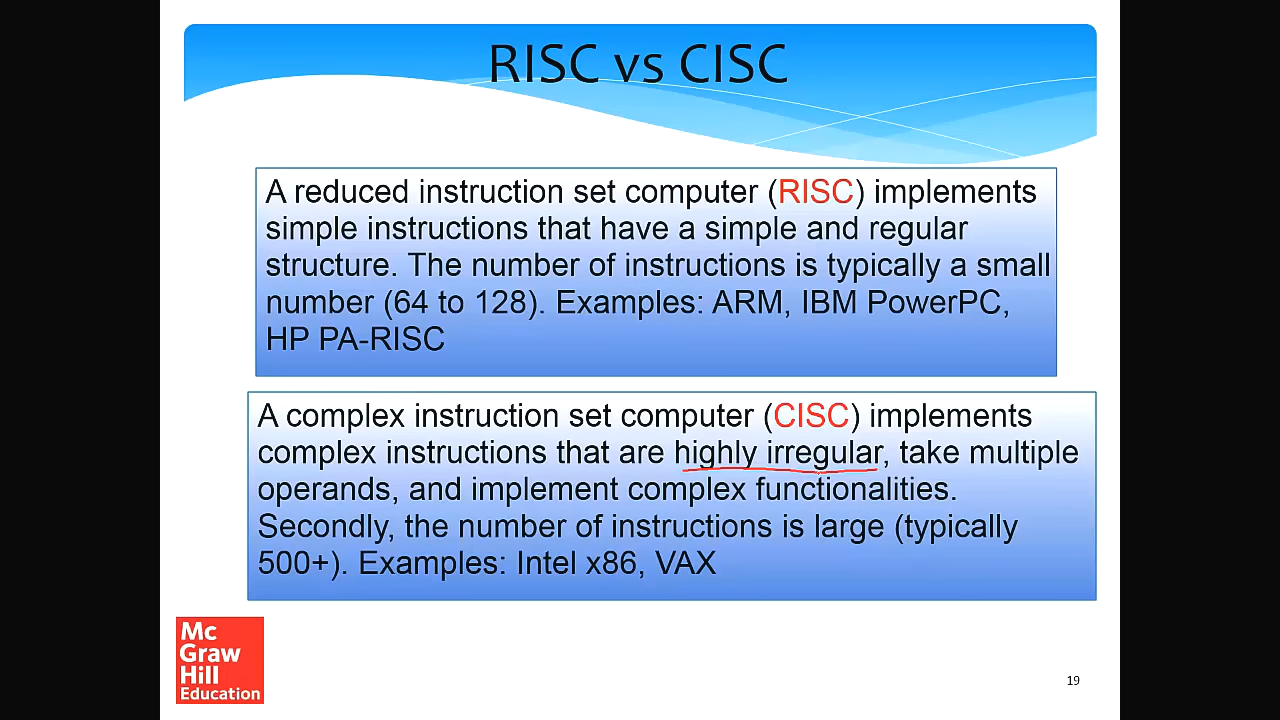 RISC vs CISC
A reduced instruction set computer (RISC) implements
simple instructions that have a simple and regular
structure. The number of instructions is typically a small
number (64 to 128). Examples: ARM, IBM PowerPC,
HP PA-RISC
A complex instruction set computer (CISC) implements
complex instructions that are highly irregular, take multiple
operands, and implement complex functionalities.
Secondly, the number of instructions is large (typically
500+). Examples: Intel x86, VAX
Mc
Graw
Hill
Education
19